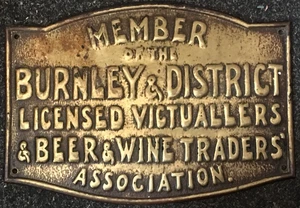 MEMBER
OF THE
BURNLEY & DISTRICT
LICENSED VICTUALLERS
& BEER & WINE TRADERS'
ASSOCIATION.